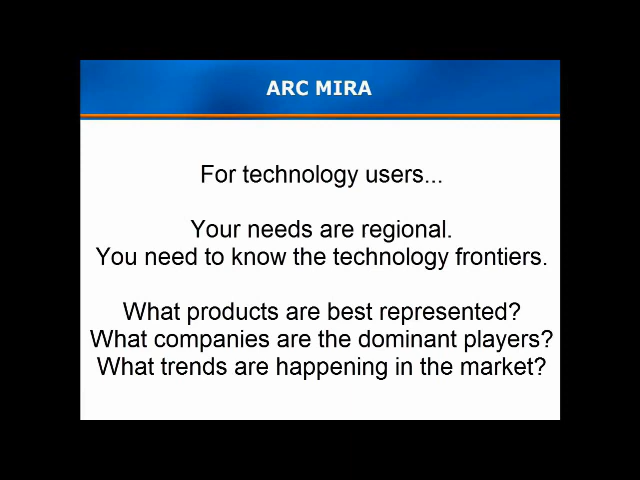 ARC MIRA
For technology users...
Your needs are regional.
You need to know the technology frontiers.
What products are best represented?
What companies are the dominant players?
What trends are happening in the market?